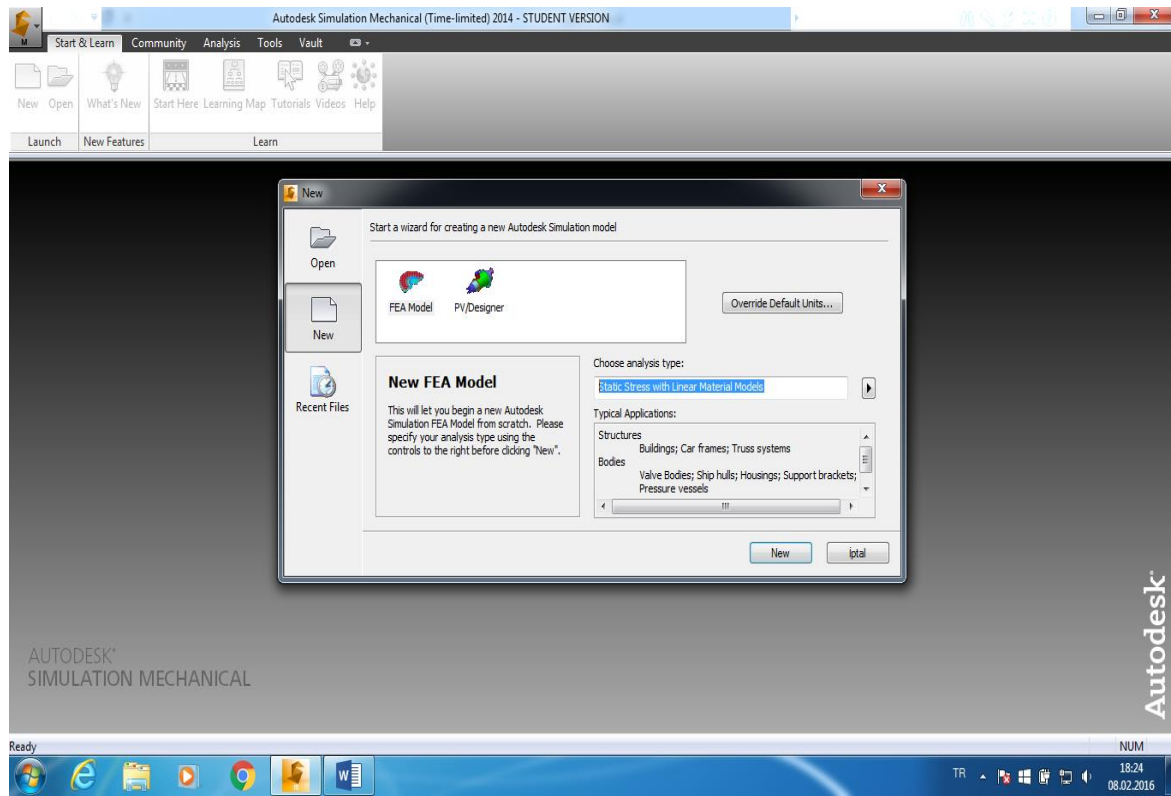 Autodesk Simulation Mechanical (Time-limited) 2014 - STUDENT VERSION
M
Start & Learn Community Analysis Tools Vault
New Open What's New Start Here Learning Map Tutorials Videos Help
Launch New Features Learn
New
Start a wizard for creating a new Autodesk Simulation model
Open
FEA Model PV/Designer
Override Default Units...
New
Choose analysis type:
Static Stress with Linear Material Models
New FEA Model
Recent Files
This will let you begin a new Autodesk
Simulation FEA Model from scratch. Please
specify your analysis type using the
controls to the right before clicking "New".
Typical Applications:
Structures
Buildings; Car frames; Truss systems
Bodies
Valve Bodies; Ship hulls; Housings; Support brackets;
Pressure vessels
New İptal
AUTODESK®
SIMULATION MECHANICAL
Autodesk®
Ready NUM
TR 18:24
08.02.2016